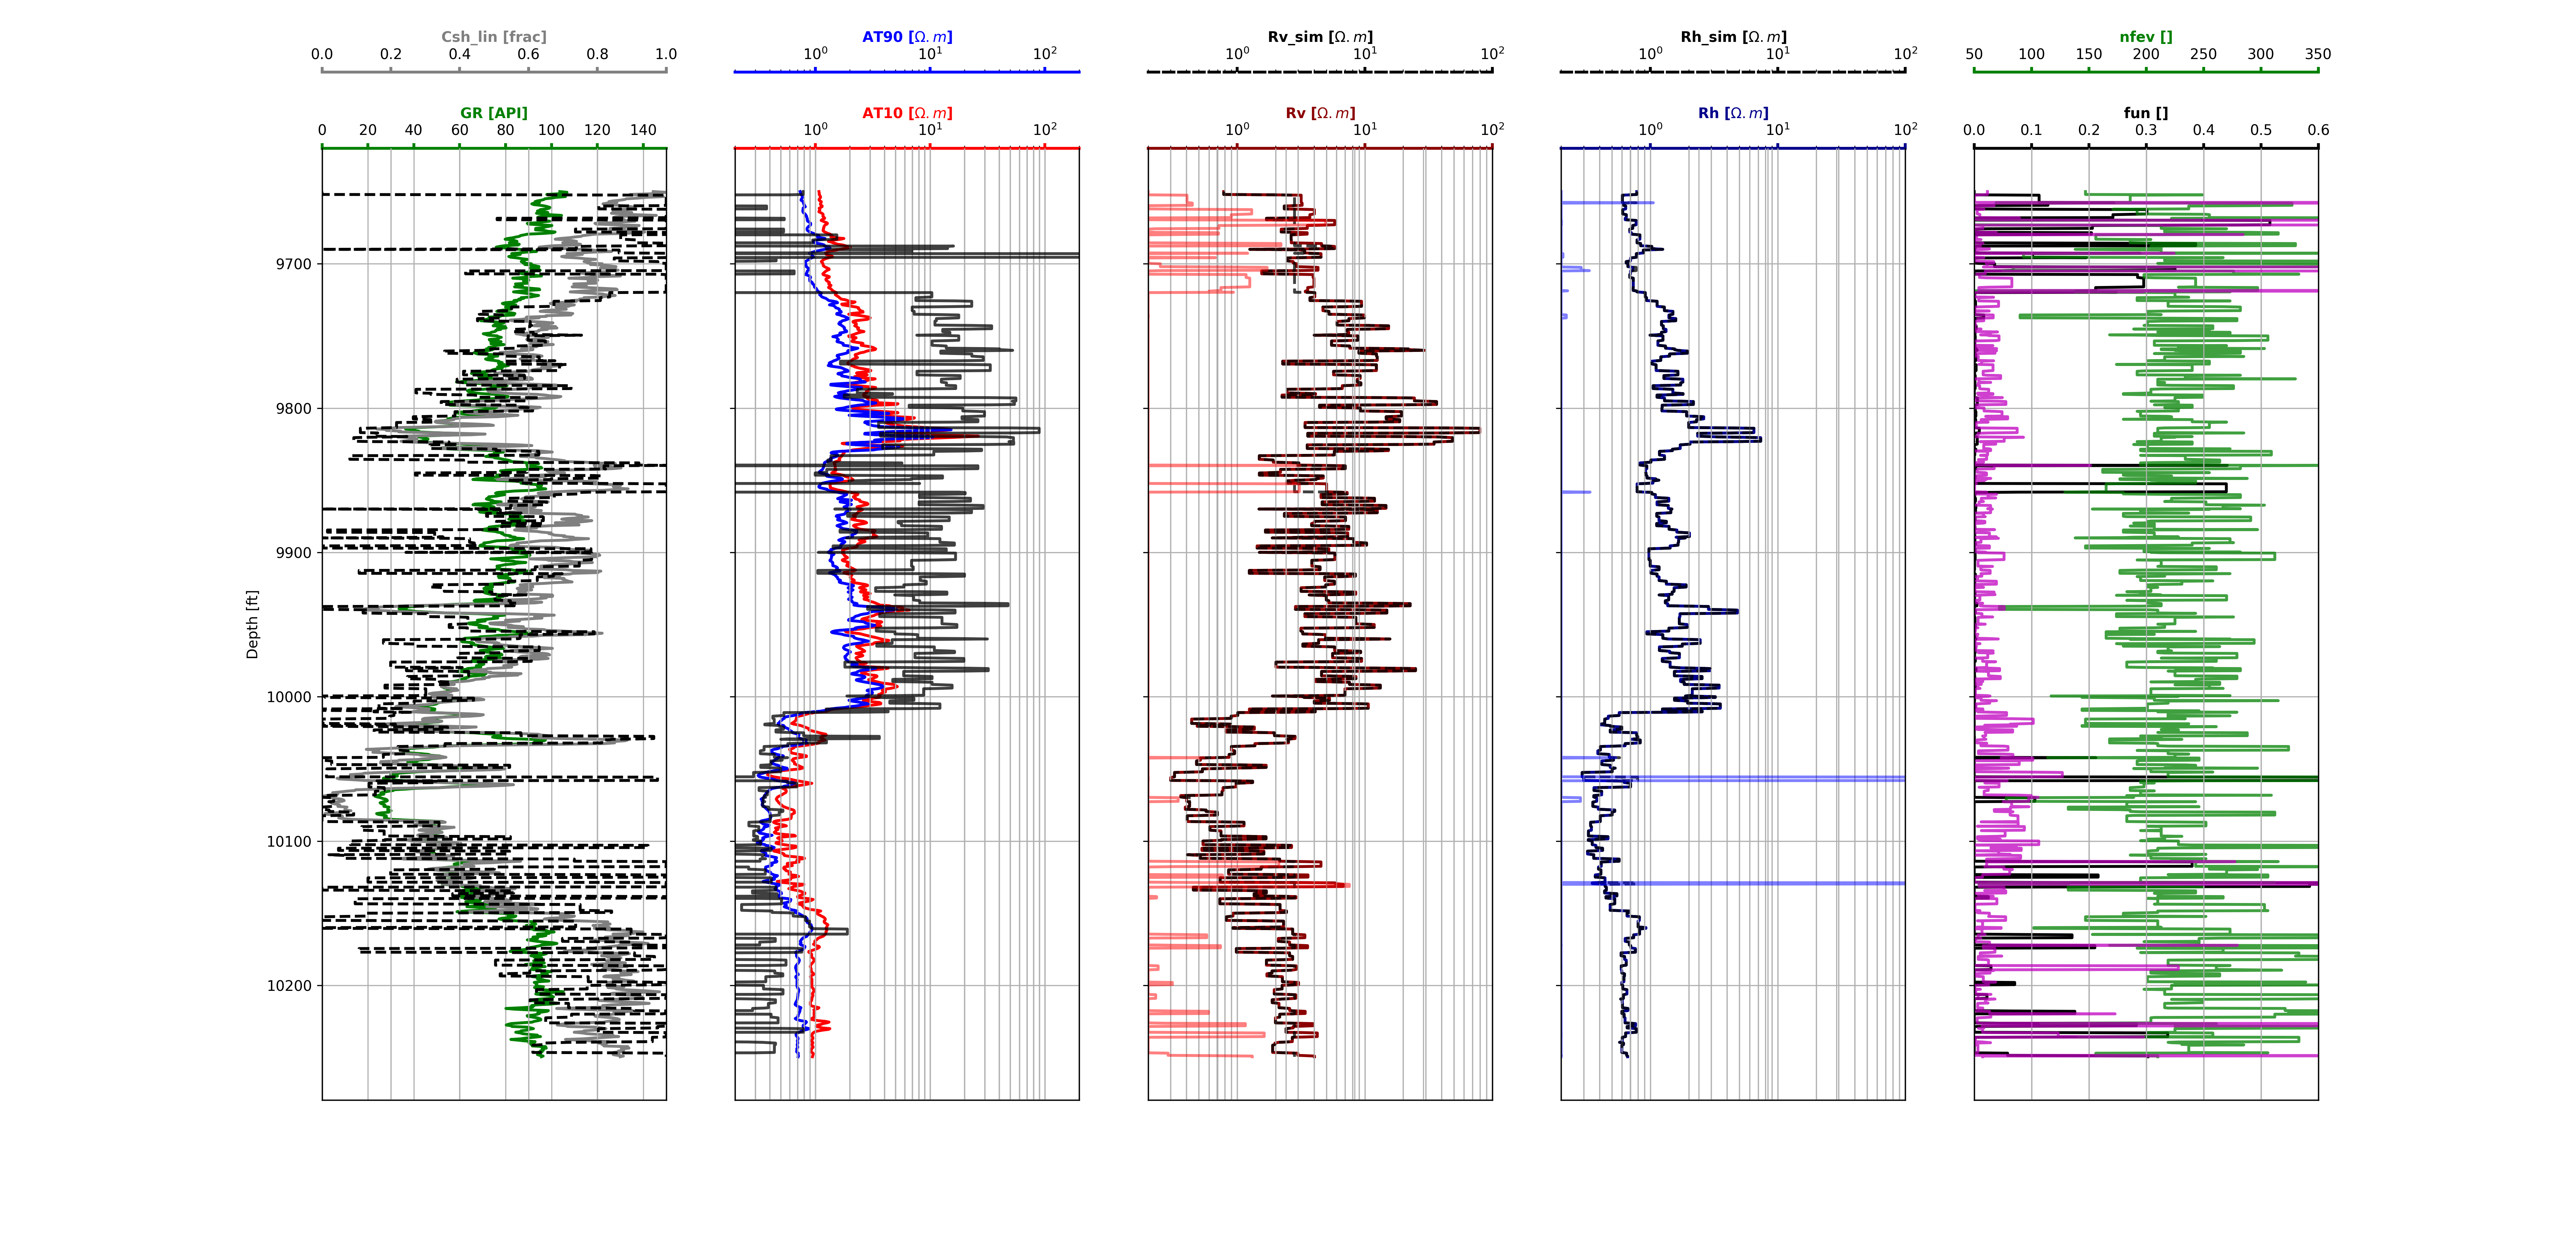 Csh_lin [frac] AT90 [Ω.m] Rv_sim [Ω.m] Rh_sim [Ω.m] nfev []
0.0 0.2 0.4 0.6 0.8 1.0 10⁰ 10¹ 10² 10⁰ 10¹ 10² 10⁰ 10¹ 10² 50 100 150 200 250 300 350
GR [API] AT10 [Ω.m] Rv [Ω.m] Rh [Ω.m] fun []
0 20 40 60 80 100 120 140 10⁰ 10¹ 10² 10⁰ 10¹ 10² 10⁰ 10¹ 10² 0.0 0.1 0.2 0.3 0.4 0.5 0.6
9700
9800
9900
Depth [ft]
10000
10100
10200